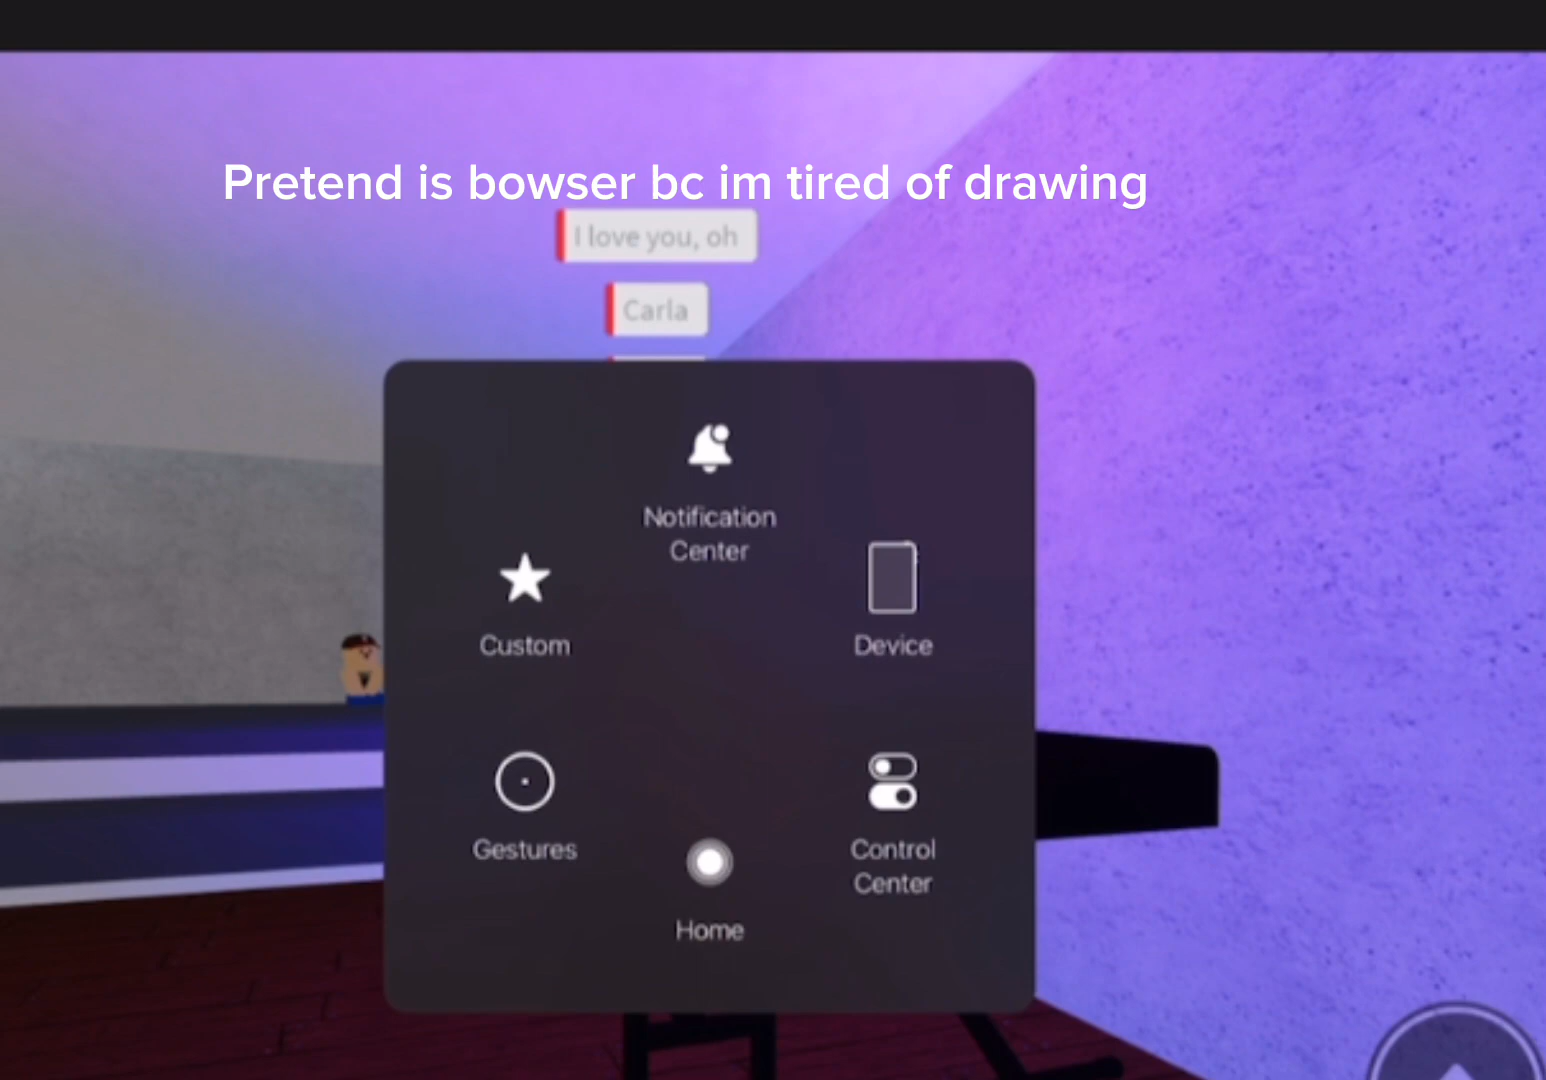 Pretend is bowser bc im tired of drawing
I love you, oh
Carla
Notification
Center
Custom
Device
Gestures
Control
Center
Home